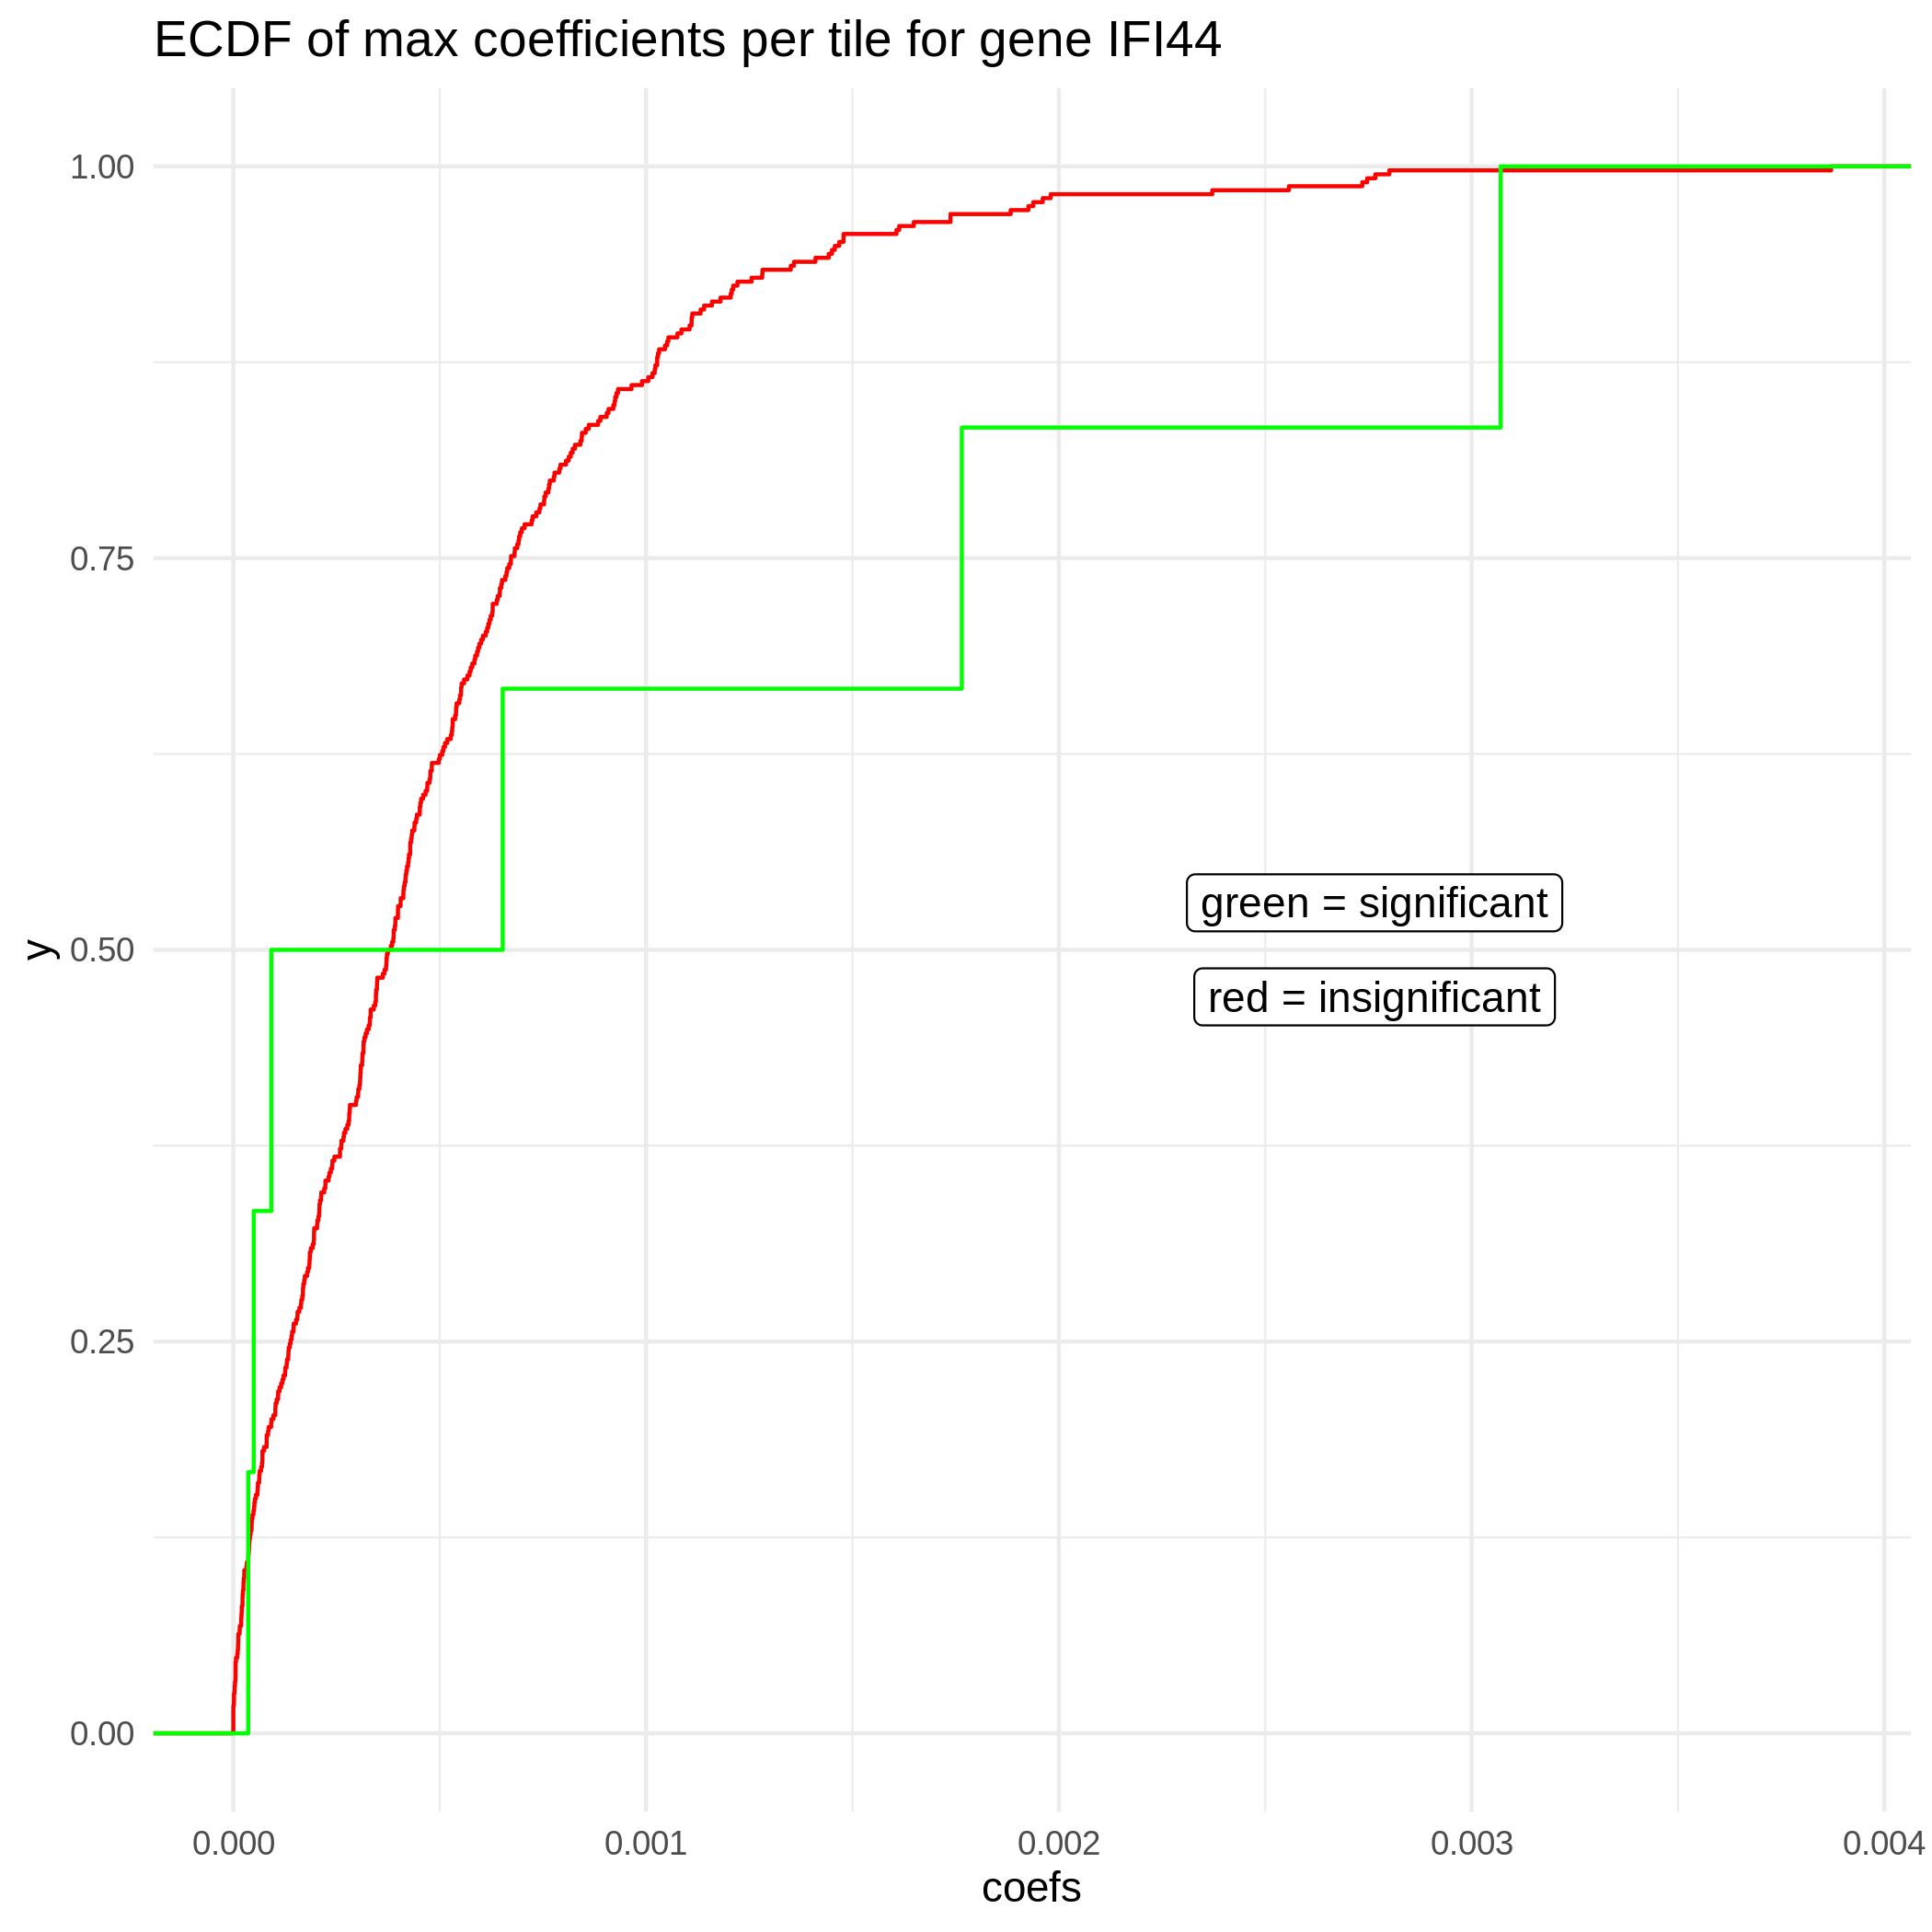 ECDF of max coefficients per tile for gene IFI44
1.00
0.75
0.50
0.25
0.00
y
green = significant
red = insignificant
0.000 0.001 0.002 0.003 0.004
coefs